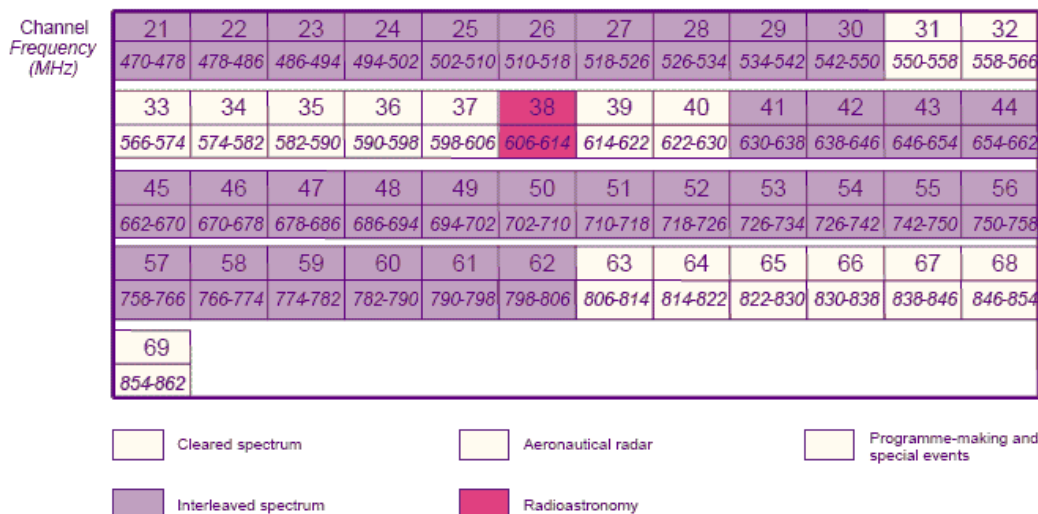 Channel 21 22 23 24 25 26 27 28 29 30 31 32
Frequency (MHz) 470-478 478-486 486-494 494-502 502-510 510-518 518-526 526-534 534-542 542-550 550-558 558-566
33 34 35 36 37 38 39 40 41 42 43 44
566-574 574-582 582-590 590-598 598-606 606-614 614-622 622-630 630-638 638-646 646-654 654-662
45 46 47 48 49 50 51 52 53 54 55 56
662-670 670-678 678-686 686-694 694-702 702-710 710-718 718-726 726-734 726-742 742-750 750-758
57 58 59 60 61 62 63 64 65 66 67 68
758-766 766-774 774-782 782-790 790-798 798-806 806-814 814-822 822-830 830-838 838-846 846-854
69
854-862
Cleared spectrum
Aeronautical radar
Programme-making and
special events
Interleaved spectrum
Radioastronomy